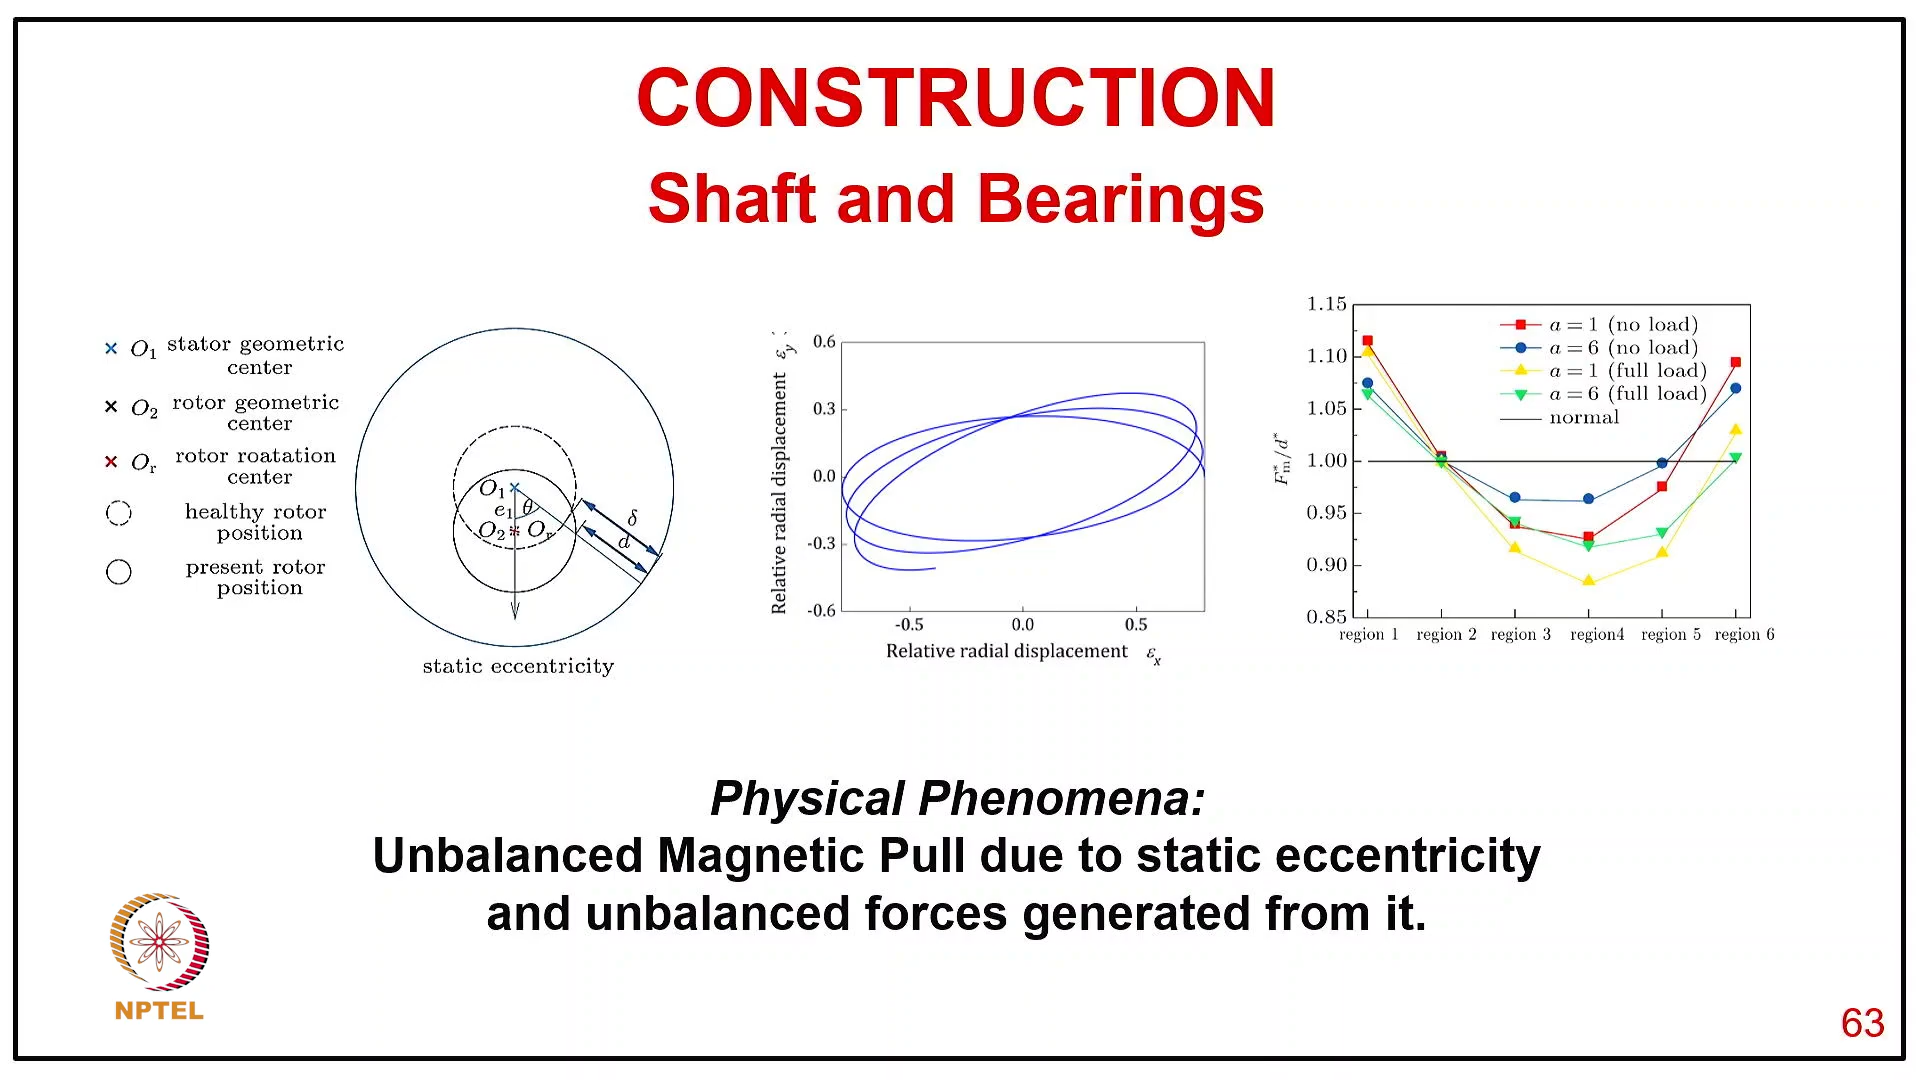 CONSTRUCTION
Shaft and Bearings
× O₁ stator geometric
center
× O₂ rotor geometric
center
× Oᵣ rotor roatation
center
healthy rotor
position
present rotor
position
O₁
e₁ θ
O₂ Oᵣ
δ
d
static eccentricity
Relative radial displacement εy
0.6
0.3
0.0
-0.3
-0.6
-0.5 0.0 0.5
Relative radial displacement εx
F*m/d*
1.15
1.10
1.05
1.00
0.95
0.90
0.85
a = 1 (no load)
a = 6 (no load)
a = 1 (full load)
a = 6 (full load)
normal
region 1 region 2 region 3 region4 region 5 region 6
Physical Phenomena:
Unbalanced Magnetic Pull due to static eccentricity
and unbalanced forces generated from it.
NPTEL
63